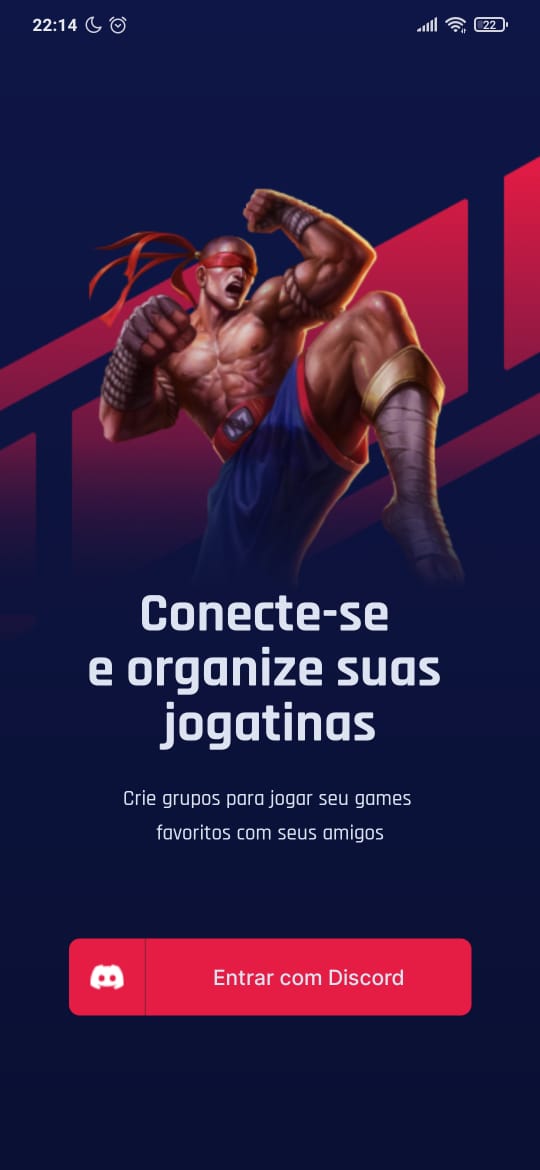 22:14
22
Conecte-se
e organize suas
jogatinas
Crie grupos para jogar seu games
favoritos com seus amigos
Entrar com Discord